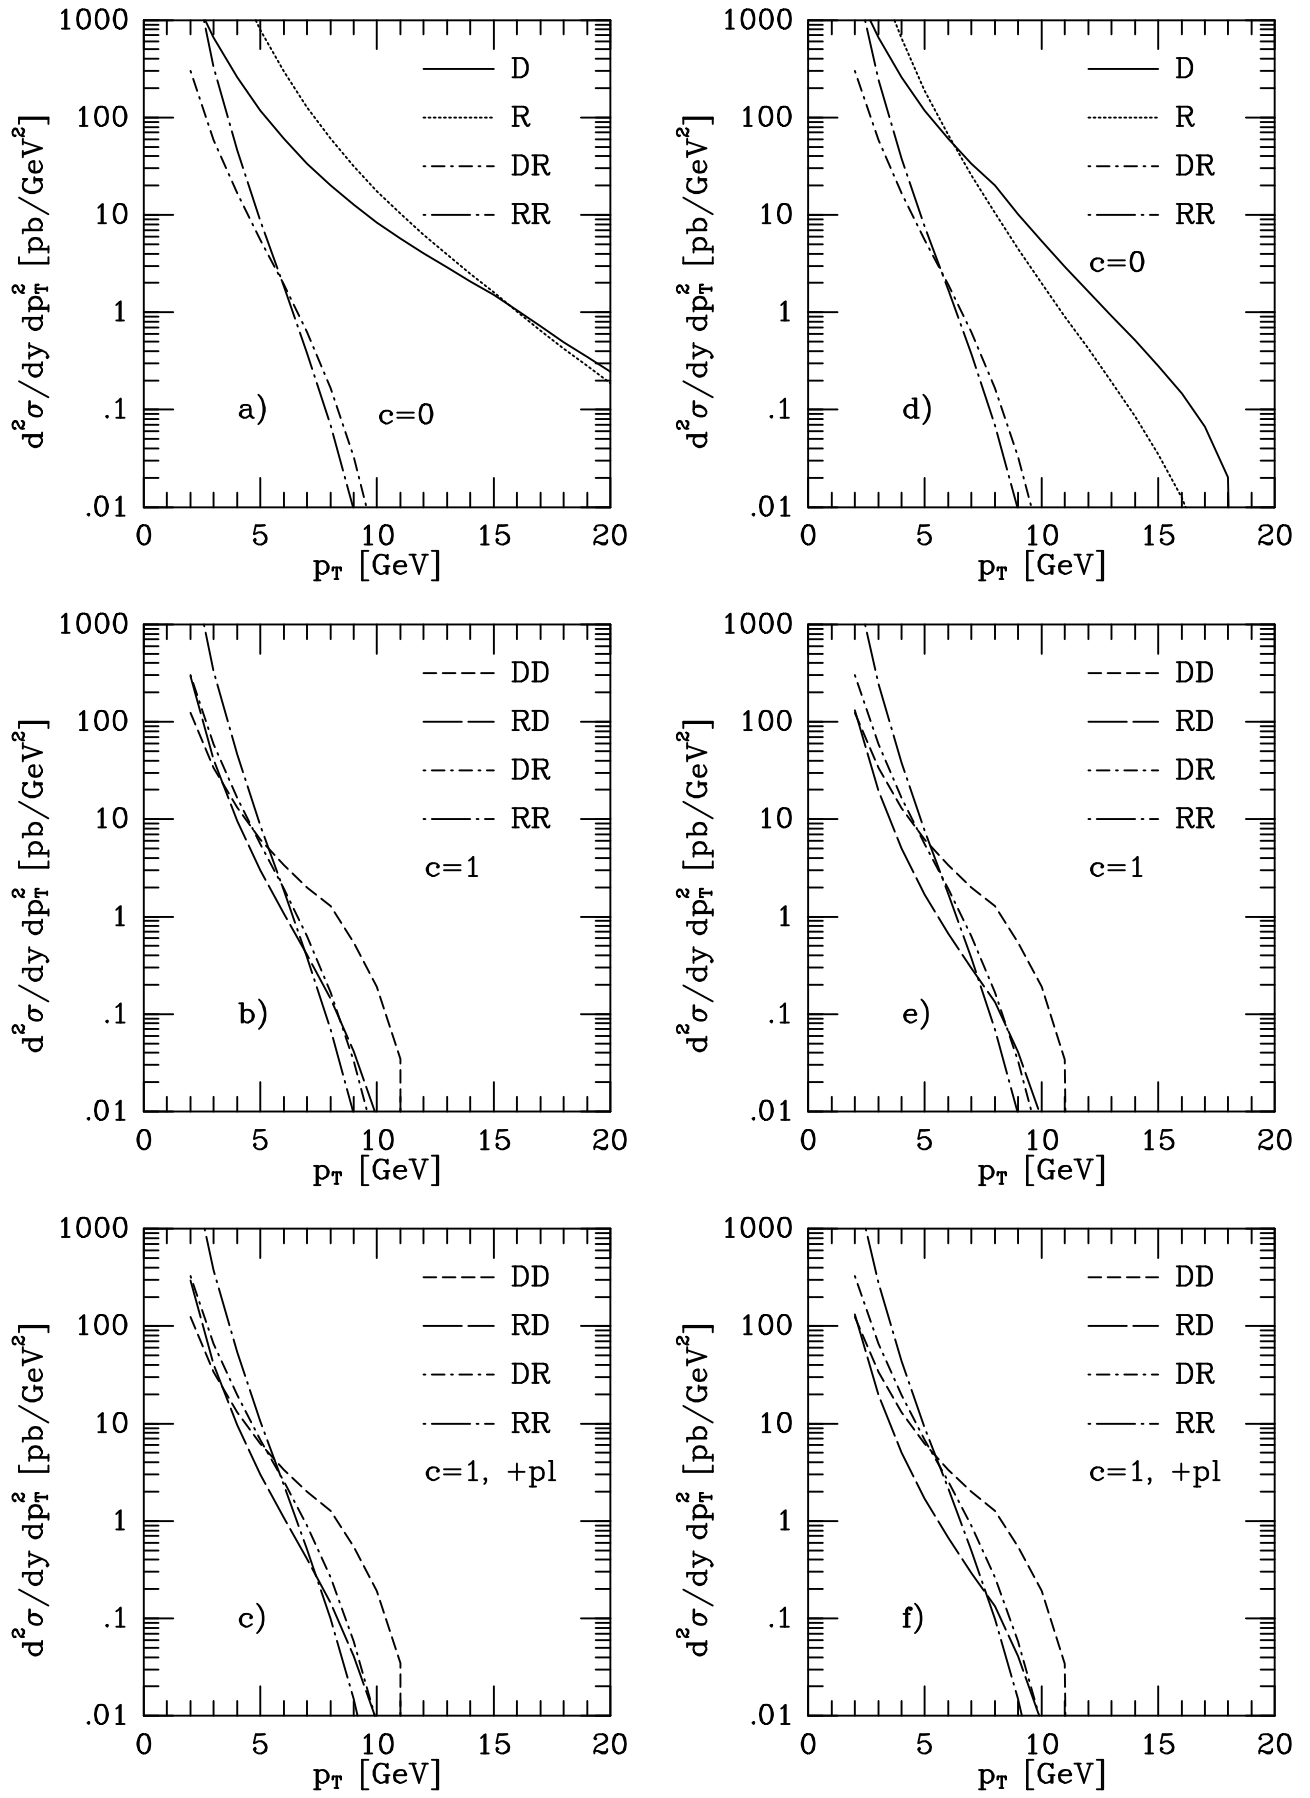 1000
100
10
1
.1
.01
d²σ/dy dp_T² [pb/GeV²]
D
R
DR
RR
a)
c=0
0 5 10 15 20
p_T [GeV]
1000
100
10
1
.1
.01
d²σ/dy dp_T² [pb/GeV²]
D
R
DR
RR
c=0
d)
0 5 10 15 20
p_T [GeV]
1000
100
10
1
.1
.01
d²σ/dy dp_T² [pb/GeV²]
DD
RD
DR
RR
c=1
b)
0 5 10 15 20
p_T [GeV]
1000
100
10
1
.1
.01
d²σ/dy dp_T² [pb/GeV²]
DD
RD
DR
RR
c=1
e)
0 5 10 15 20
p_T [GeV]
1000
100
10
1
.1
.01
d²σ/dy dp_T² [pb/GeV²]
DD
RD
DR
RR
c=1, +pl
c)
0 5 10 15 20
p_T [GeV]
1000
100
10
1
.1
.01
d²σ/dy dp_T² [pb/GeV²]
DD
RD
DR
RR
c=1, +pl
f)
0 5 10 15 20
p_T [GeV]